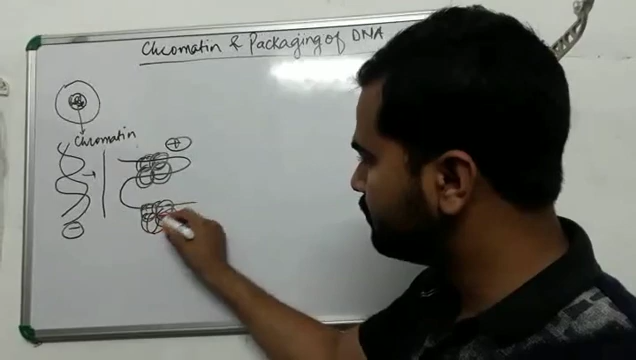 Chromatin & Packaging of DNA
Chromatin
+
−